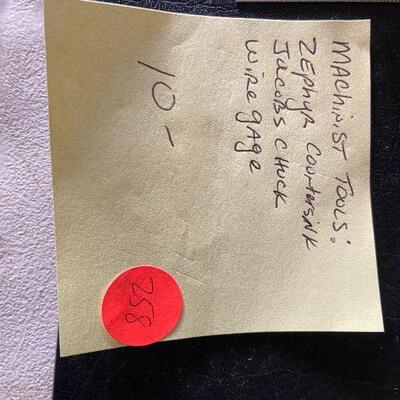 MACHINIST TOOLS:
ZEPHYR COUNTERSINK
JACOBS CHUCK
WIRE gAge
10-
258